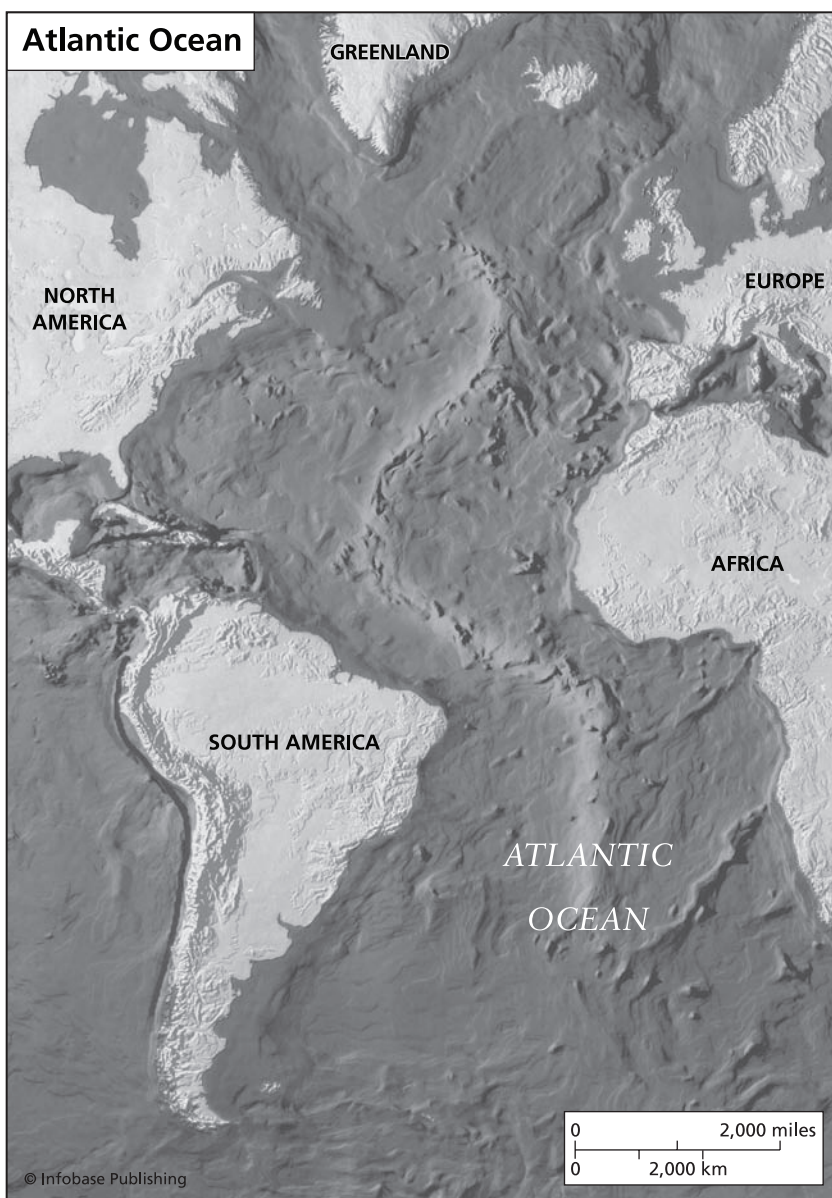 Atlantic Ocean
GREENLAND
NORTH
AMERICA
EUROPE
AFRICA
SOUTH AMERICA
ATLANTIC
OCEAN
0 2,000 miles
0 2,000 km
© Infobase Publishing